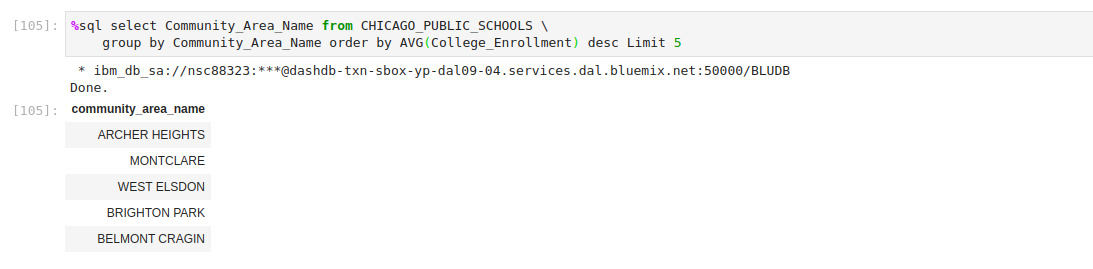 [105]: %sql select Community_Area_Name from CHICAGO_PUBLIC_SCHOOLS \
group by Community_Area_Name order by AVG(College_Enrollment) desc Limit 5
* ibm_db_sa://nsc88323:***@dashdb-txn-sbox-yp-dal09-04.services.dal.bluemix.net:50000/BLUDB
Done.
[105]: community_area_name
ARCHER HEIGHTS
MONTCLARE
WEST ELSDON
BRIGHTON PARK
BELMONT CRAGIN